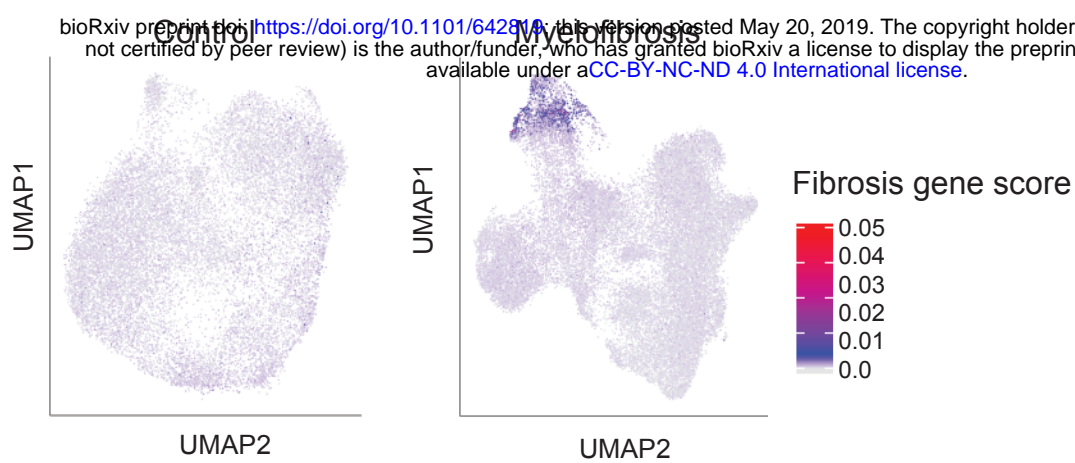 bioRxiv preprint doi: https://doi.org/10.1101/642819; this version posted May 20, 2019. The copyright holder
not certified by peer review) is the author/funder, who has granted bioRxiv a license to display the preprin
available under aCC-BY-NC-ND 4.0 International license.
Control
Myelofibrosis
UMAP1
UMAP2
UMAP1
UMAP2
Fibrosis gene score
0.05
0.04
0.03
0.02
0.01
0.0